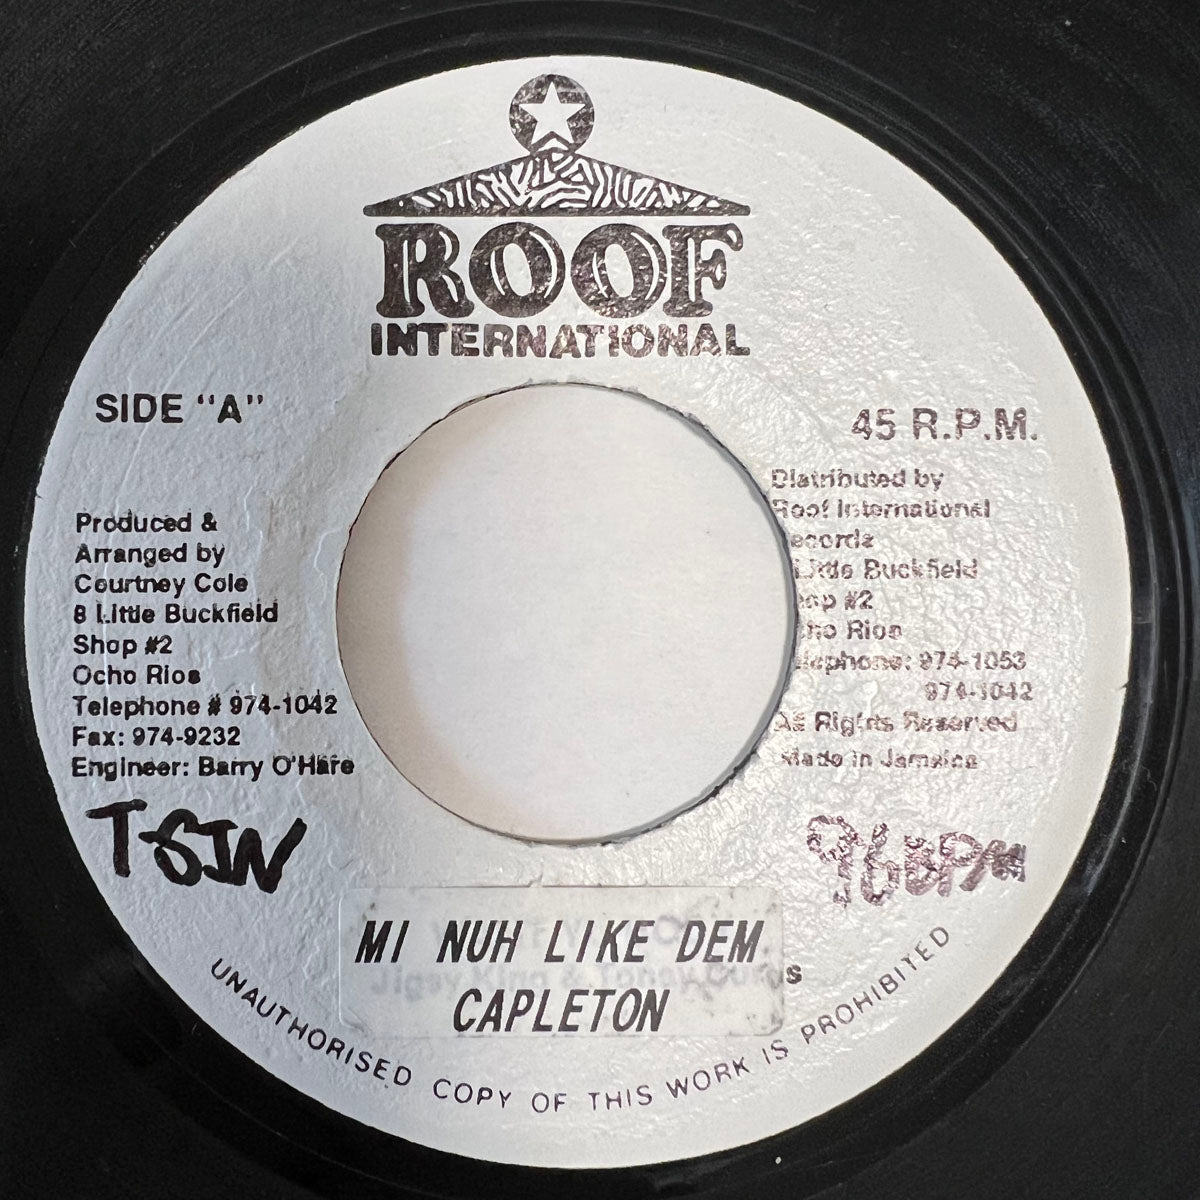 ROOF
INTERNATIONAL
SIDE "A"
45 R.P.M.
Produced &
Arranged by
Courtney Cole
8 Little Buckfield
Shop #2
Ocho Rios
Telephone # 974-1042
Fax: 974-9232
Engineer: Barry O'Hare
Distributed by
Roof International
Records
Little Buckfield
Shop #2
Ocho Rios
Telephone: 974-1053
974-1042
All Rights Reserved
Made in Jamaica
96BPM
MI NUH LIKE DEM
Jigsy King & Toney
CAPLETON
UNAUTHORISED COPY OF THIS WORK IS PROHIBITED